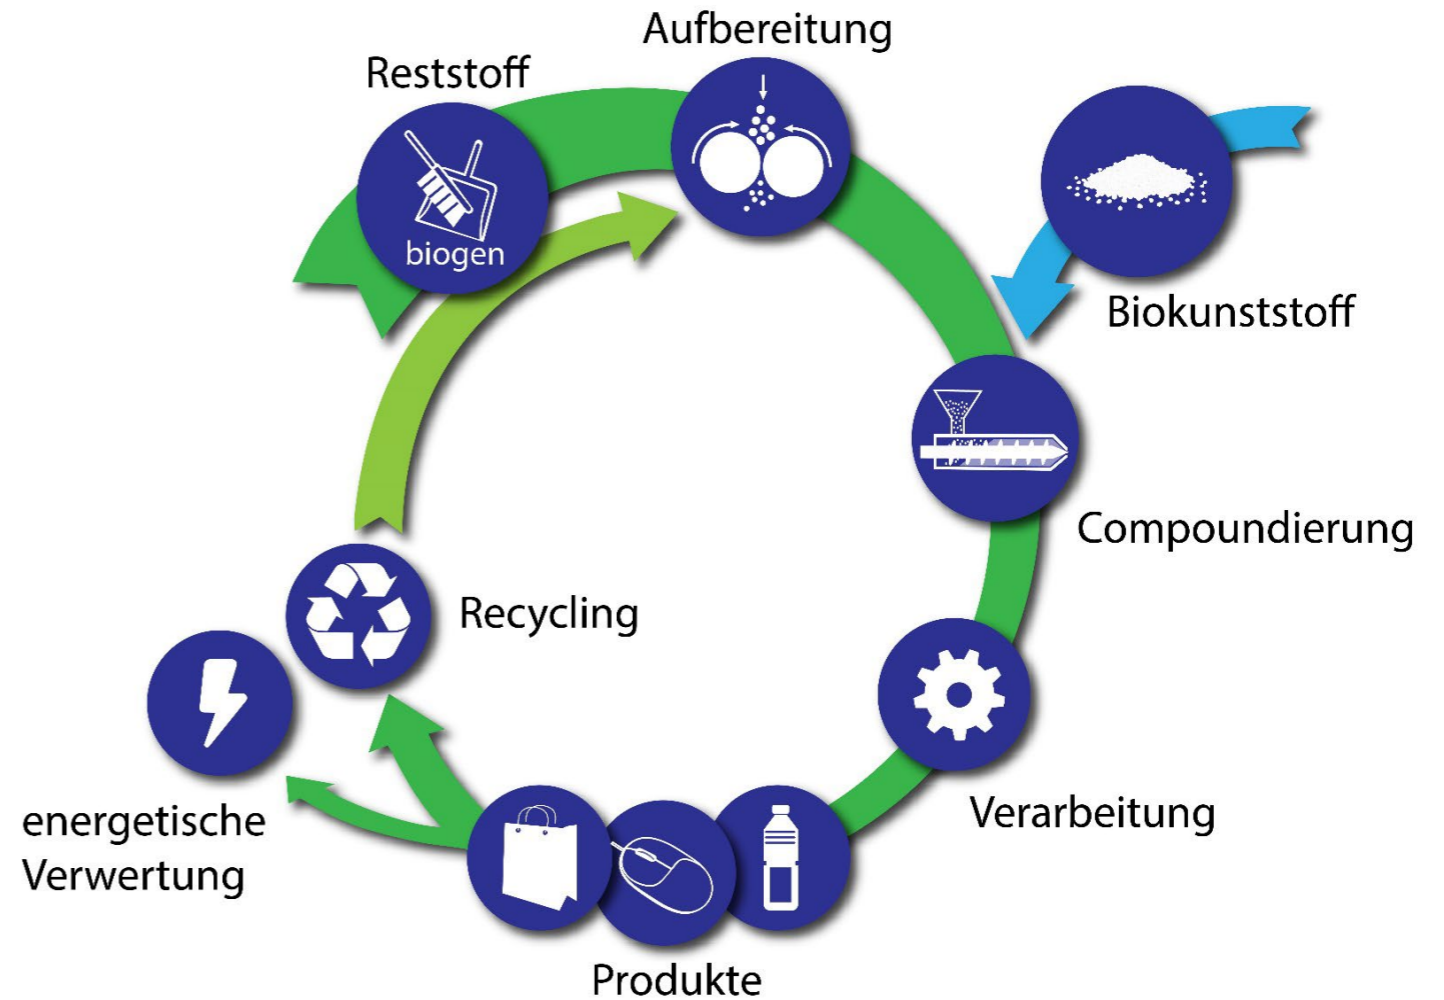 Aufbereitung
Reststoff
biogen
Biokunststoff
Compoundierung
Recycling
Verarbeitung
energetische
Verwertung
Produkte